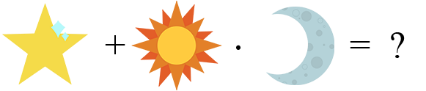 + · = ?